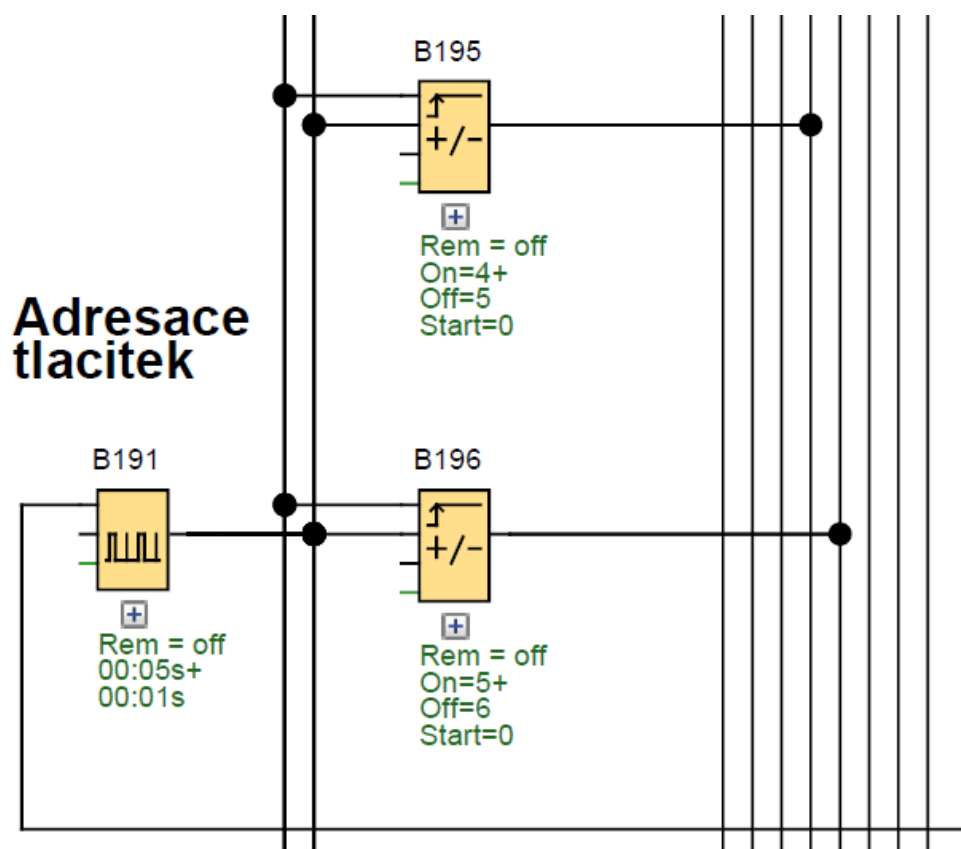 B195
+/-
Rem = off
On=4+
Off=5
Start=0
Adresace
tlacitek
B191
Rem = off
00:05s+
00:01s
B196
+/-
Rem = off
On=5+
Off=6
Start=0